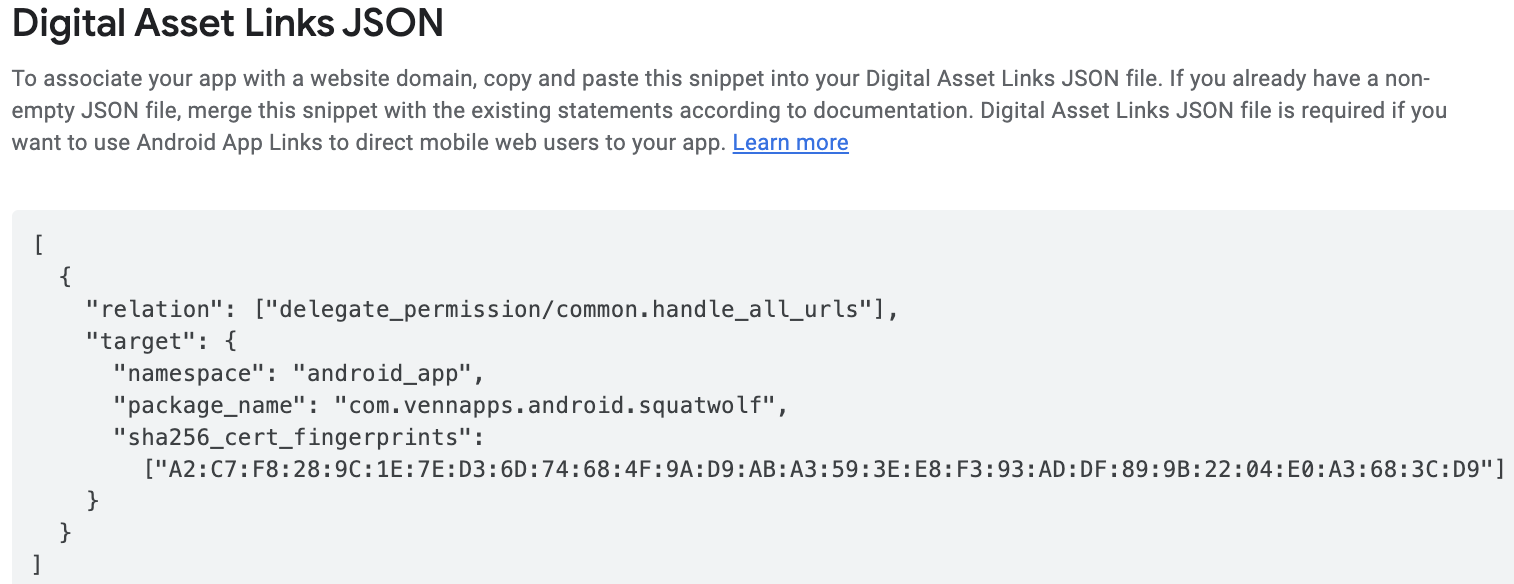 Digital Asset Links JSON
To associate your app with a website domain, copy and paste this snippet into your Digital Asset Links JSON file. If you already have a non-
empty JSON file, merge this snippet with the existing statements according to documentation. Digital Asset Links JSON file is required if you
want to use Android App Links to direct mobile web users to your app. Learn more
[
  {
    "relation": ["delegate_permission/common.handle_all_urls"],
    "target": {
      "namespace": "android_app",
      "package_name": "com.vennapps.android.squatwolf",
      "sha256_cert_fingerprints":
        ["A2:C7:F8:28:9C:1E:7E:D3:6D:74:68:4F:9A:D9:AB:A3:59:3E:E8:F3:93:AD:DF:89:9B:22:04:E0:A3:68:3C:D9"]
    }
  }
]